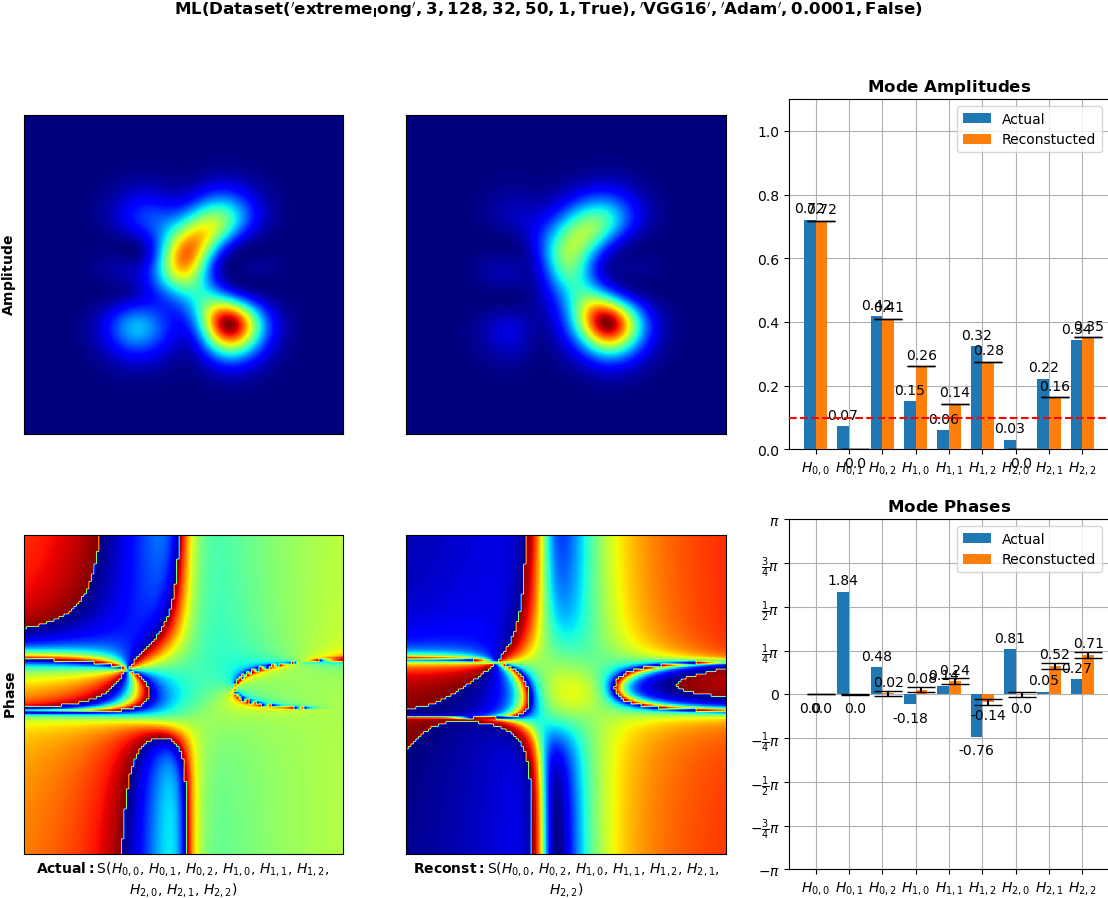 ML(Dataset('extreme_long', 3, 128, 32, 50, 1, True), 'VGG16', 'Adam', 0.0001, False)
Amplitude
Mode Amplitudes
Actual
Reconstucted
1.0
0.8
0.6
0.4
0.2
0.0
0.72 0.72
0.07 0.0
0.42 0.41
0.15 0.26
0.06 0.14
0.32 0.28
0.03 0.0
0.22 0.16
0.34 0.35
H0,0 H0,1 H0,2 H1,0 H1,1 H1,2 H2,0 H2,1 H2,2
Phase
Actual: S(H0,0, H0,1, H0,2, H1,0, H1,1, H1,2,
H2,0, H2,1, H2,2)
Reconst: S(H0,0, H0,2, H1,0, H1,1, H1,2, H2,1,
H2,2)
Mode Phases
Actual
Reconstucted
π
3/4π
1/2π
1/4π
0
−1/4π
−1/2π
−3/4π
−π
0.0 0.0
1.84 0.0
0.48 0.02
-0.18 0.08
0.24
-0.76 -0.14
0.81 0.0
0.05 0.52
0.27 0.71
H0,0 H0,1 H0,2 H1,0 H1,1 H1,2 H2,0 H2,1 H2,2